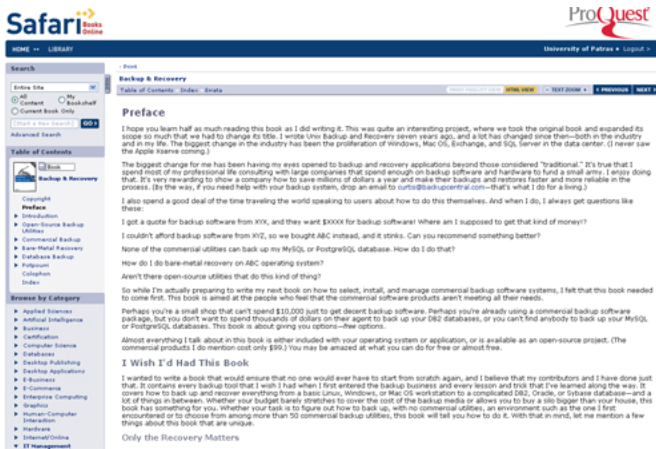 Safari Books Online
ProQuest
HOME LIBRARY
University of Patras • Logout >
Search
Entire Site
All Content My Bookshelf
Current Book Only
GO>
Advanced Search
Table of Contents
Book
Backup & Recovery
Copyright
Preface
Introduction
Open-Source Backup Utilities
Commercial Backup
Bare-Metal Recovery
Database Backup
Potpourri
Colophon
Index
Browse by Category
Applied Sciences
Artificial Intelligence
Business
Certification
Computer Science
Databases
Desktop Publishing
Desktop Applications
E-Business
E-Commerce
Enterprise Computing
Graphics
Human-Computer Interaction
Hardware
Internet/Online
IT Management
‹ Print
Backup & Recovery
Table of Contents Index Errata
HTML VIEW - TEXT ZOOM + < PREVIOUS NEXT >
Preface
I hope you learn half as much reading this book as I did writing it. This was quite an interesting project, where we took the original book and expanded its
scope so much that we had to change its title. I wrote Unix Backup and Recovery seven years ago, and a lot has changed since then—both in the industry
and in my life. The biggest change in the industry has been the proliferation of Windows, Mac OS, Exchange, and SQL Server in the data center. (I never saw
the Apple Xserve coming.)
The biggest change for me has been having my eyes opened to backup and recovery applications beyond those considered "traditional." It's true that I
spend most of my professional life consulting with large companies that spend enough on backup software and hardware to fund a small army. I enjoy doing
that. It's very rewarding to show a company how to save millions of dollars a year and make their backups and restores faster and more reliable in the
process. (By the way, if you need help with your backup system, drop an email to curtis@backupcentral.com—that's what I do for a living.)
I also spend a good deal of the time traveling the world speaking to users about how to do this themselves. And when I do, I always get questions like
these:
I got a quote for backup software from XYX, and they want $XXXX for backup software! Where am I supposed to get that kind of money!?
I couldn't afford backup software from XYZ, so we bought ABC instead, and it stinks. Can you recommend something better?
None of the commercial utilities can back up my MySQL or PostgreSQL database. How do I do that?
How do I do bare-metal recovery on ABC operating system?
Aren't there open-source utilities that do this kind of thing?
So while I'm actually preparing to write my next book on how to select, install, and manage commercial backup software systems, I felt that this book needed
to come first. This book is aimed at the people who feel that the commercial software products aren't meeting all their needs.
Perhaps you're a small shop that can't spend $10,000 just to get decent backup software. Perhaps you're already using a commercial backup software
package, but you don't want to spend thousands of dollars on their agent to back up your DB2 databases, or you can't find anybody to back up your MySQL
or PostgreSQL databases. This book is about giving you options—free options.
Almost everything I talk about in this book is either included with your operating system or application, or is available as an open-source project. (The
commercial products I do mention cost only $99.) You may be amazed at what you can do for free or almost free.
I Wish I'd Had This Book
I wanted to write a book that would ensure that no one would ever have to start from scratch again, and I believe that my contributors and I have done just
that. It contains every backup tool that I wish I had when I first entered the backup business and every lesson and trick that I've learned along the way. It
covers how to back up and recover everything from a basic Linux, Windows, or Mac OS workstation to a complicated DB2, Oracle, or Sybase database—and a
lot of things in between. Whether your budget barely stretches to cover the cost of the backup media or allows you to buy a silo bigger than your house, this
book has something for you. Whether your task is to figure out how to back up, with no commercial utilities, an environment such as the one I first
encountered or to choose from among more than 50 commercial backup utilities, this book will tell you how to do it. With that in mind, let me mention a few
things about this book that are unique.
Only the Recovery Matters